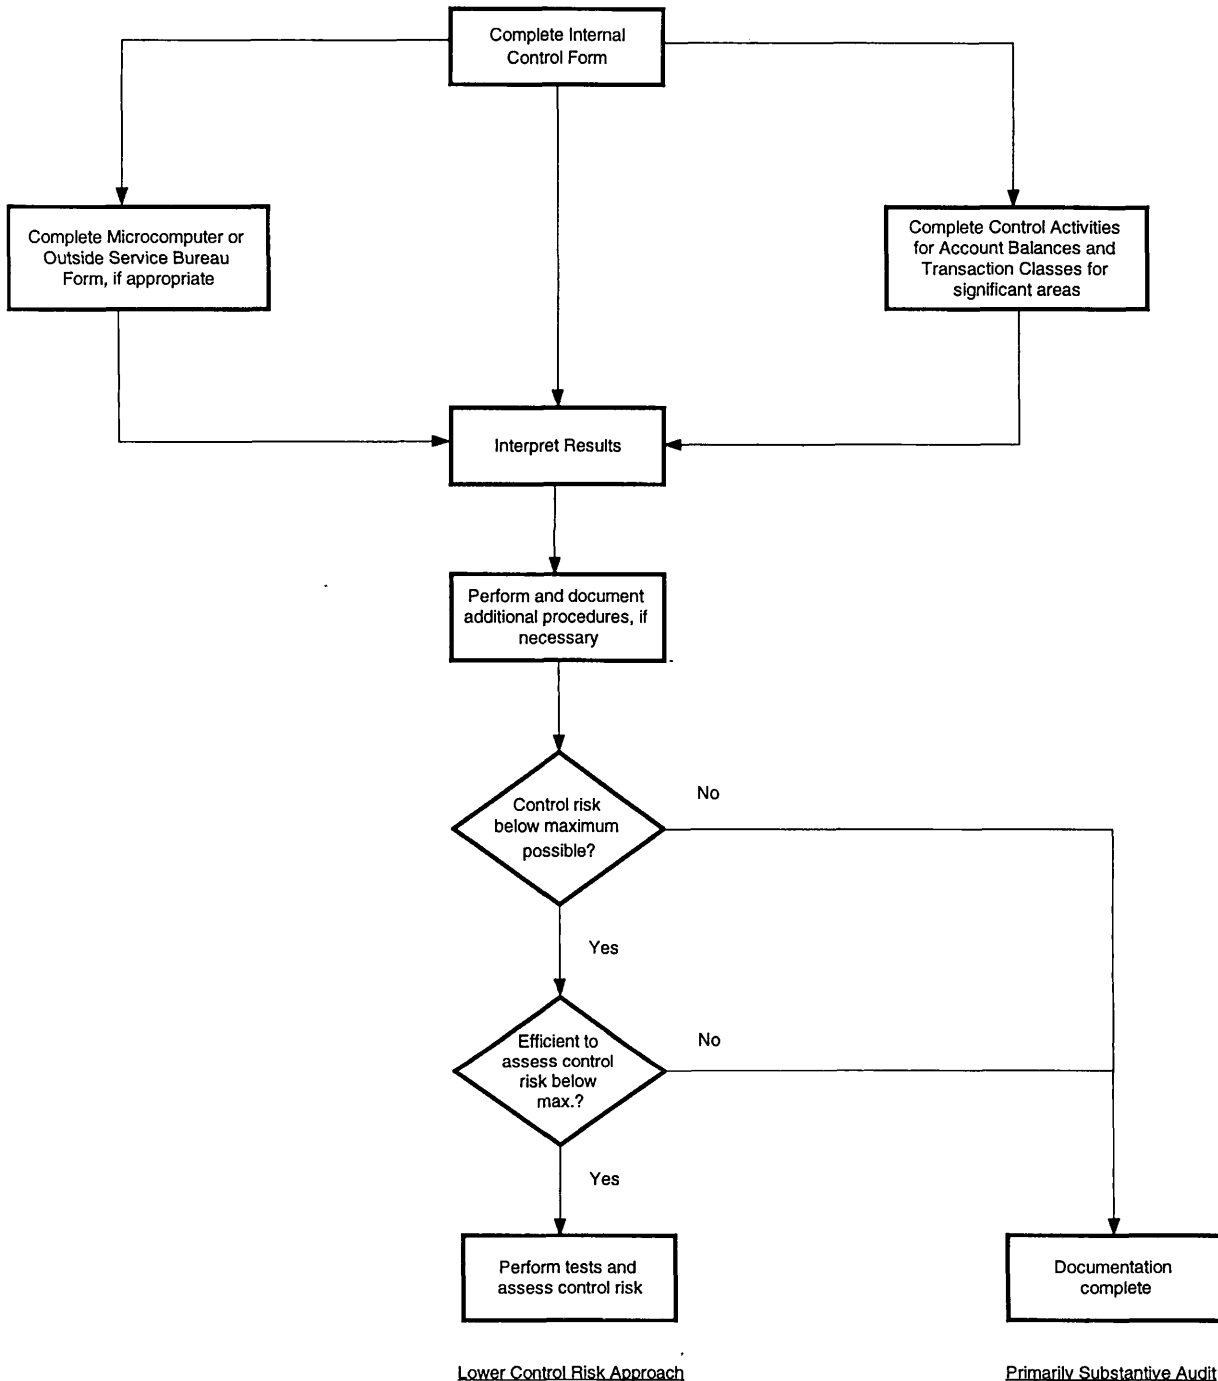 Complete Internal
Control Form
Complete Microcomputer or
Outside Service Bureau
Form, if appropriate
Complete Control Activities
for Account Balances and
Transaction Classes for
significant areas
Interpret Results
Perform and document
additional procedures, if
necessary
Control risk
below maximum
possible?
No
Yes
Efficient to
assess control
risk below
max.?
No
Yes
Perform tests and
assess control risk
Documentation
complete
Lower Control Risk Approach
Primarily Substantive Audit